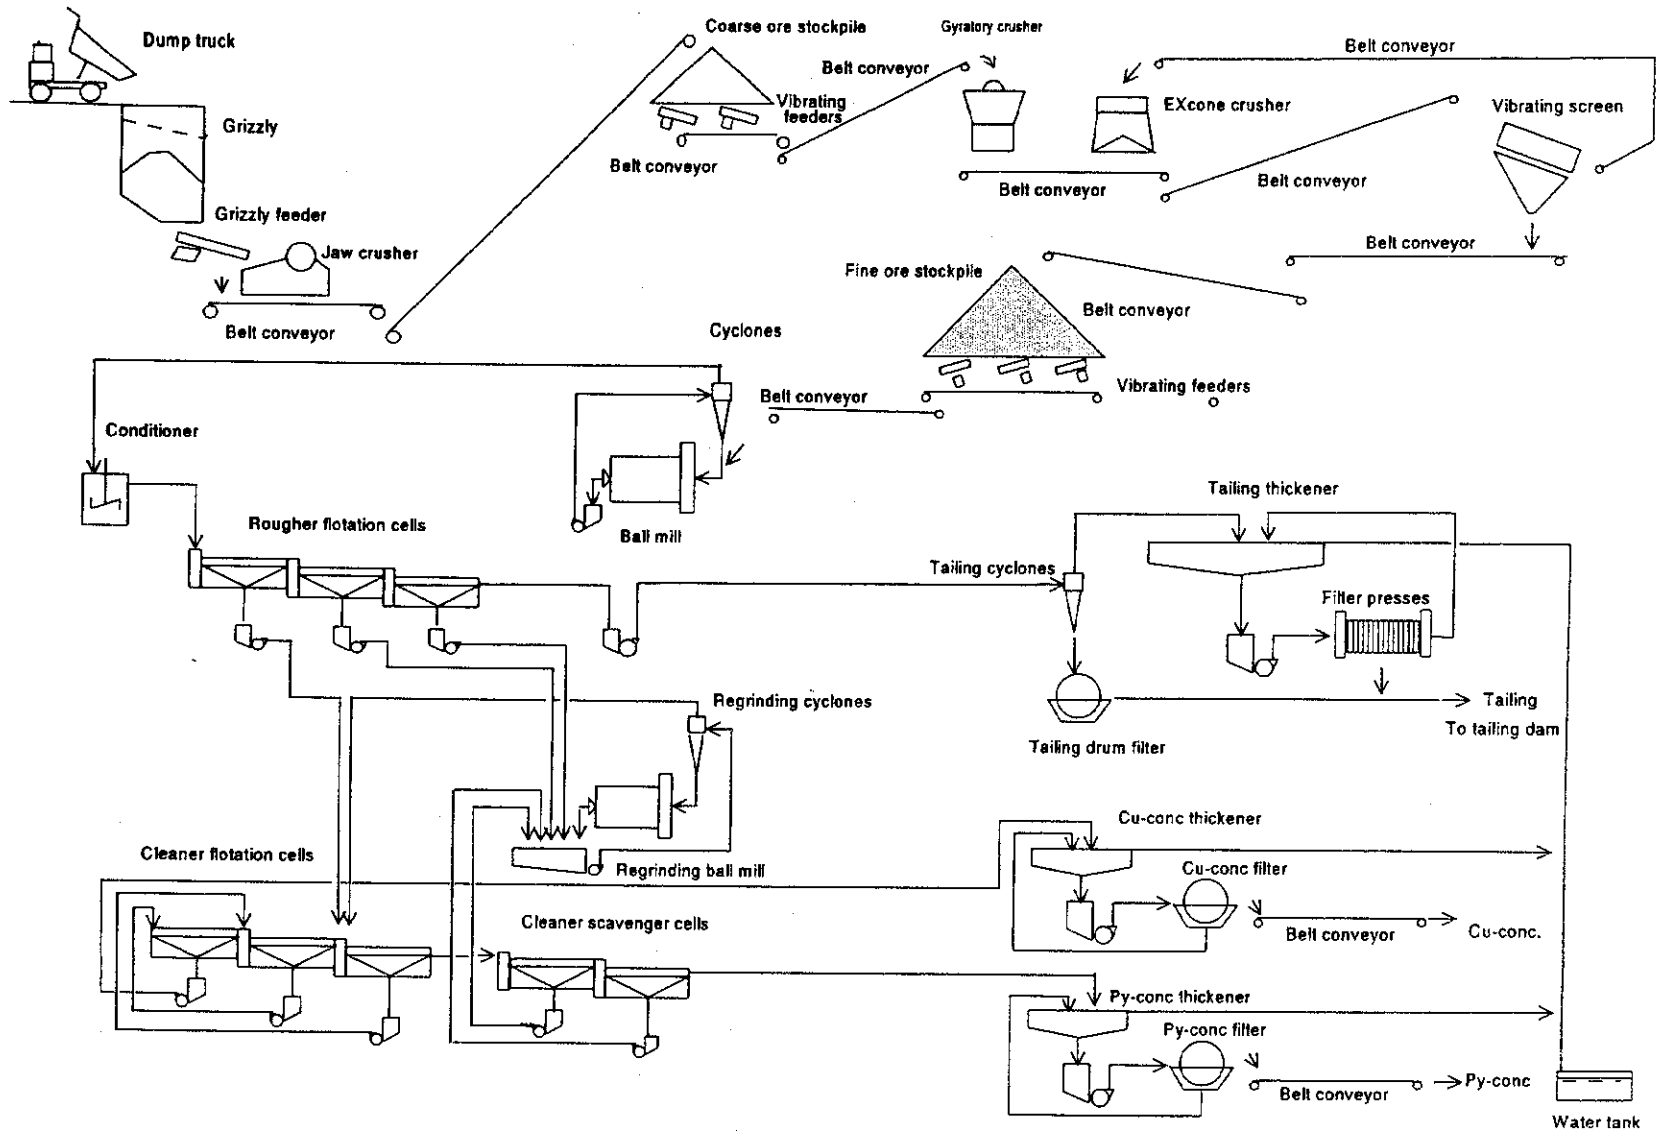 Dump truck
Coarse ore stockpile
Gyratory crusher
Belt conveyor
Belt conveyor
Vibrating
feeders
EXcone crusher
Vibrating screen
Grizzly
Belt conveyor
Belt conveyor
Belt conveyor
Grizzly feeder
Jaw crusher
Belt conveyor
Fine ore stockpile
Belt conveyor
Belt conveyor
Cyclones
Vibrating feeders
Belt conveyor
Conditioner
Tailing thickener
Rougher flotation cells
Ball mill
Tailing cyclones
Filter presses
Regrinding cyclones
Tailing
To tailing dam
Tailing drum filter
Cu-conc thickener
Cleaner flotation cells
Regrinding ball mill
Cu-conc filter
Cleaner scavenger cells
Belt conveyor
Cu-conc.
Py-conc thickener
Py-conc filter
Py-conc
Belt conveyor
Water tank